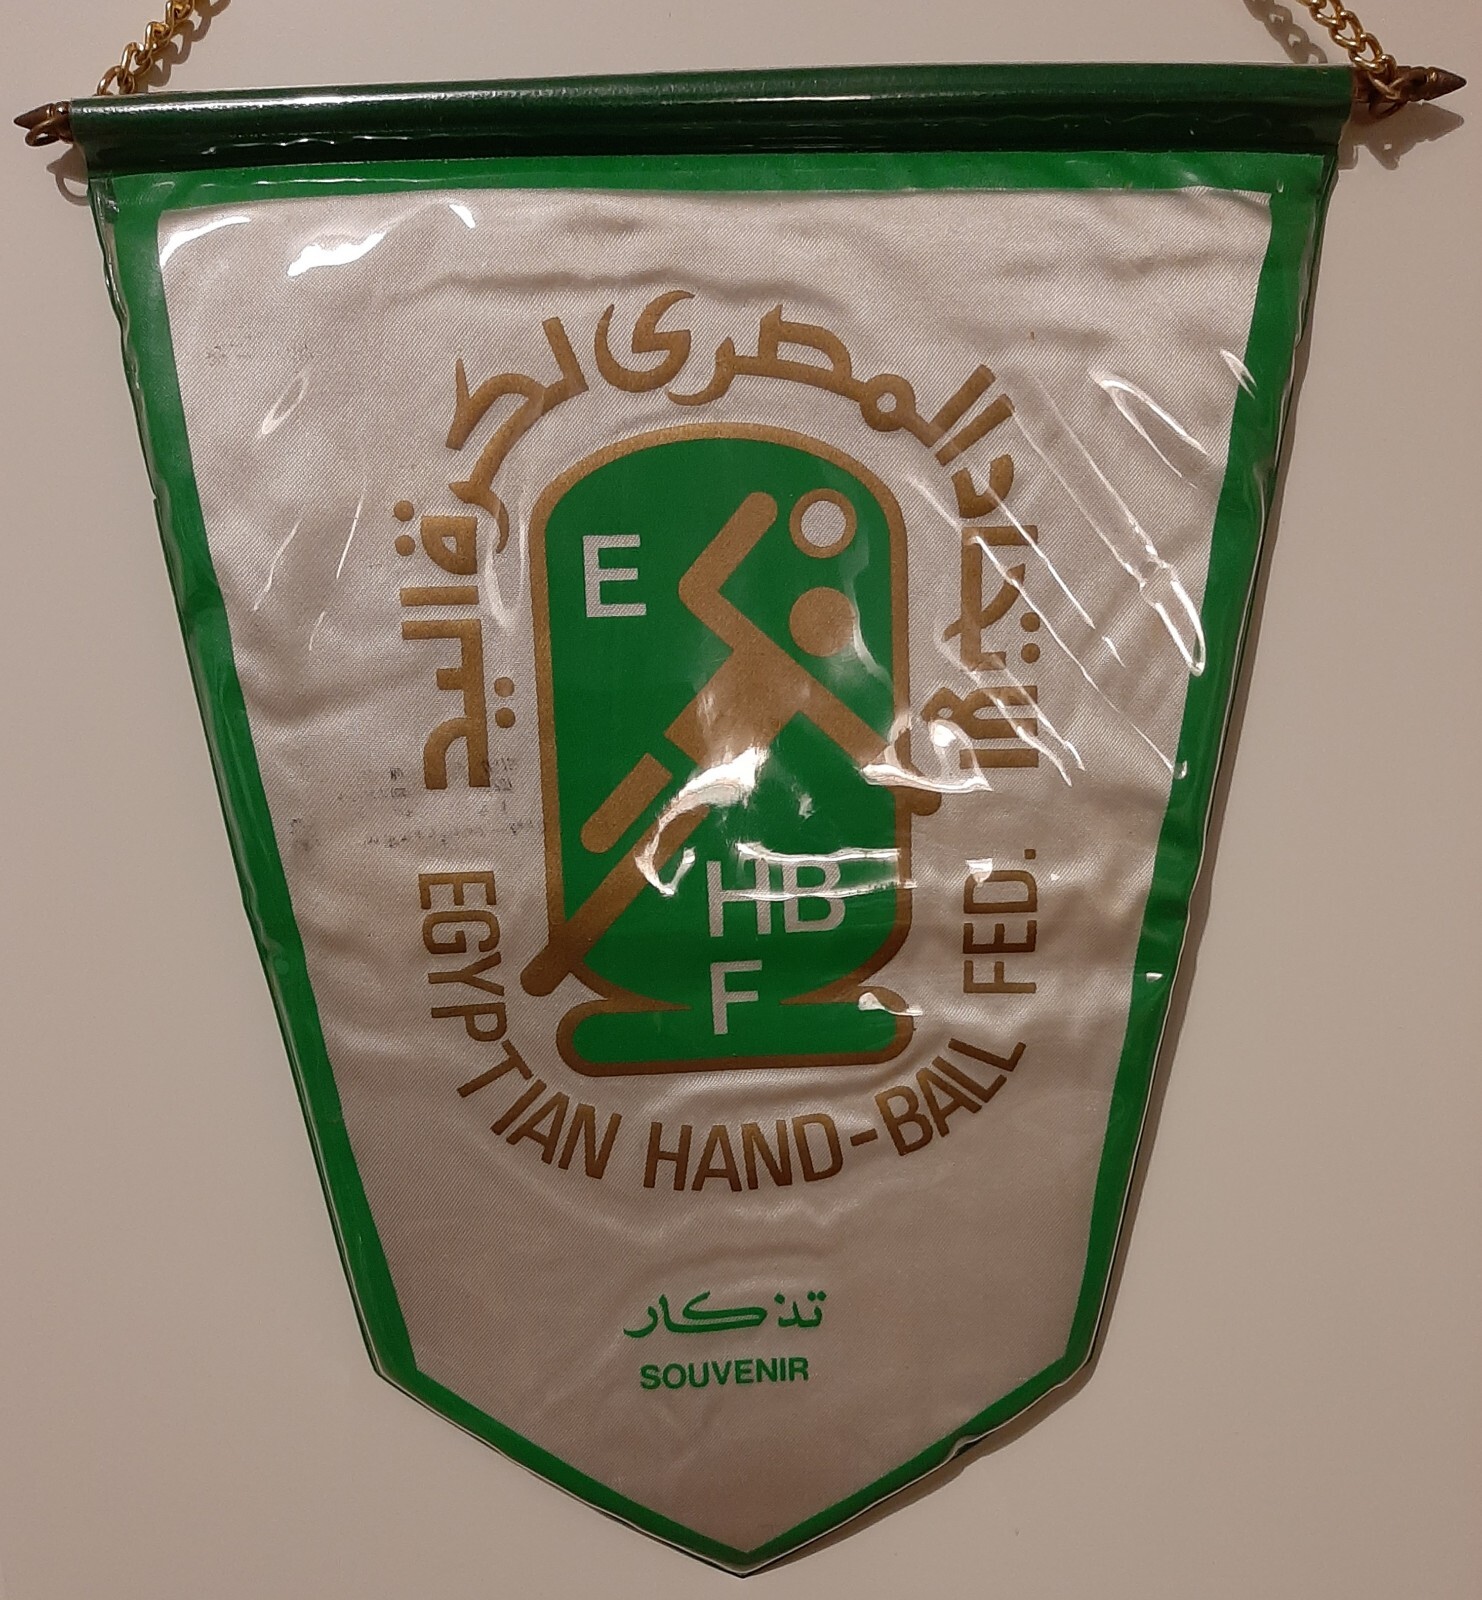 الاتحاد المصرى لكرة اليد
E
HB
F
EGYPTIAN HAND-BALL FED.
تذكار
SOUVENIR